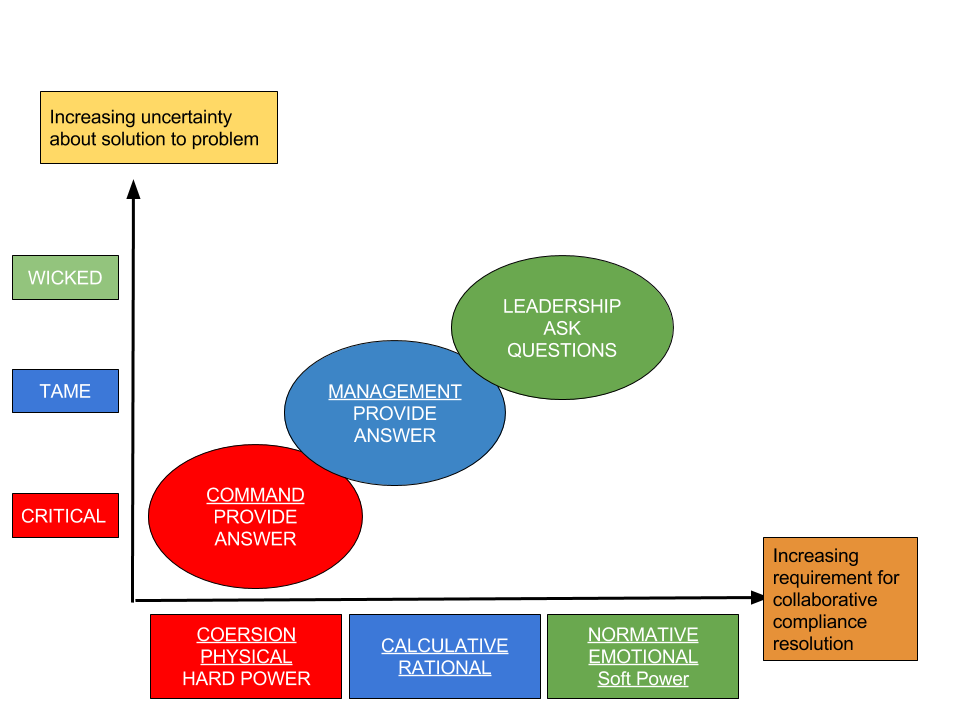 Increasing uncertainty
about solution to problem
WICKED
LEADERSHIP
ASK
QUESTIONS
TAME
MANAGEMENT
PROVIDE
ANSWER
CRITICAL
COMMAND
PROVIDE
ANSWER
Increasing
requirement for
collaborative
compliance
resolution
COERSION
PHYSICAL
HARD POWER
CALCULATIVE
RATIONAL
NORMATIVE
EMOTIONAL
Soft Power